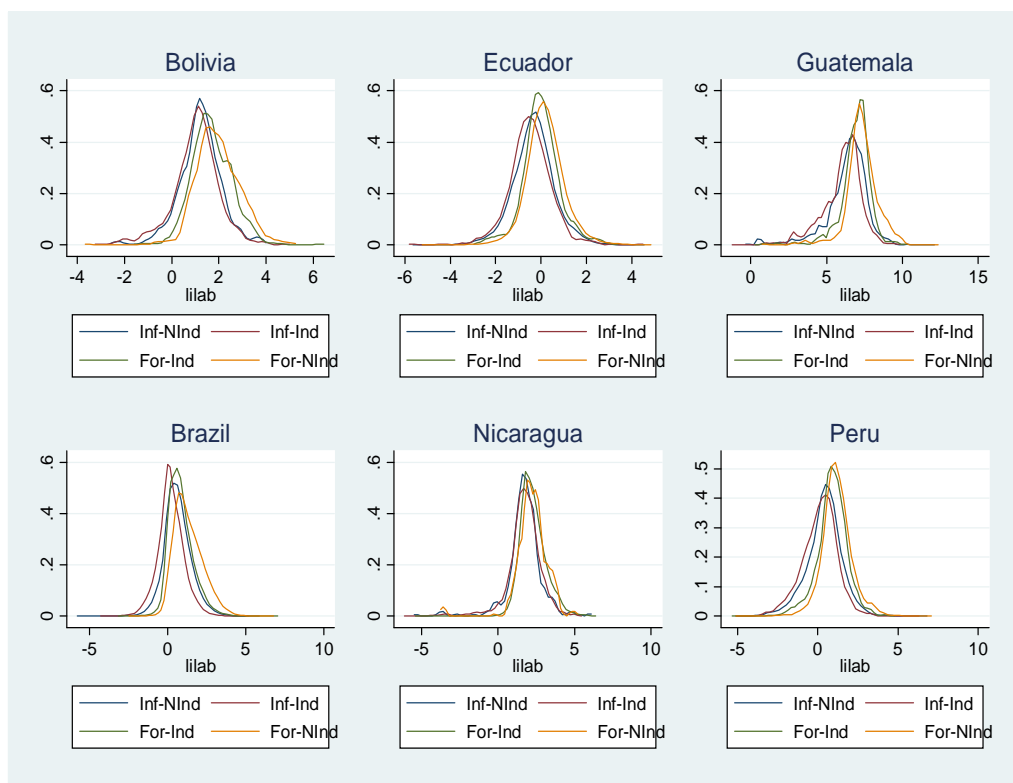 Bolivia
0 .2 .4 .6
-4 -2 0 2 4 6
lilab
Inf-NInd Inf-Ind
For-Ind For-NInd
Ecuador
0 .2 .4 .6
-6 -4 -2 0 2 4
lilab
Inf-NInd Inf-Ind
For-Ind For-NInd
Guatemala
0 .2 .4 .6
0 5 10 15
lilab
Inf-NInd Inf-Ind
For-Ind For-NInd
Brazil
0 .2 .4 .6
-5 0 5 10
lilab
Inf-NInd Inf-Ind
For-Ind For-NInd
Nicaragua
0 .2 .4 .6
-5 0 5 10
lilab
Inf-NInd Inf-Ind
For-Ind For-NInd
Peru
0 .1 .2 .3 .4 .5
-5 0 5 10
lilab
Inf-NInd Inf-Ind
For-Ind For-NInd